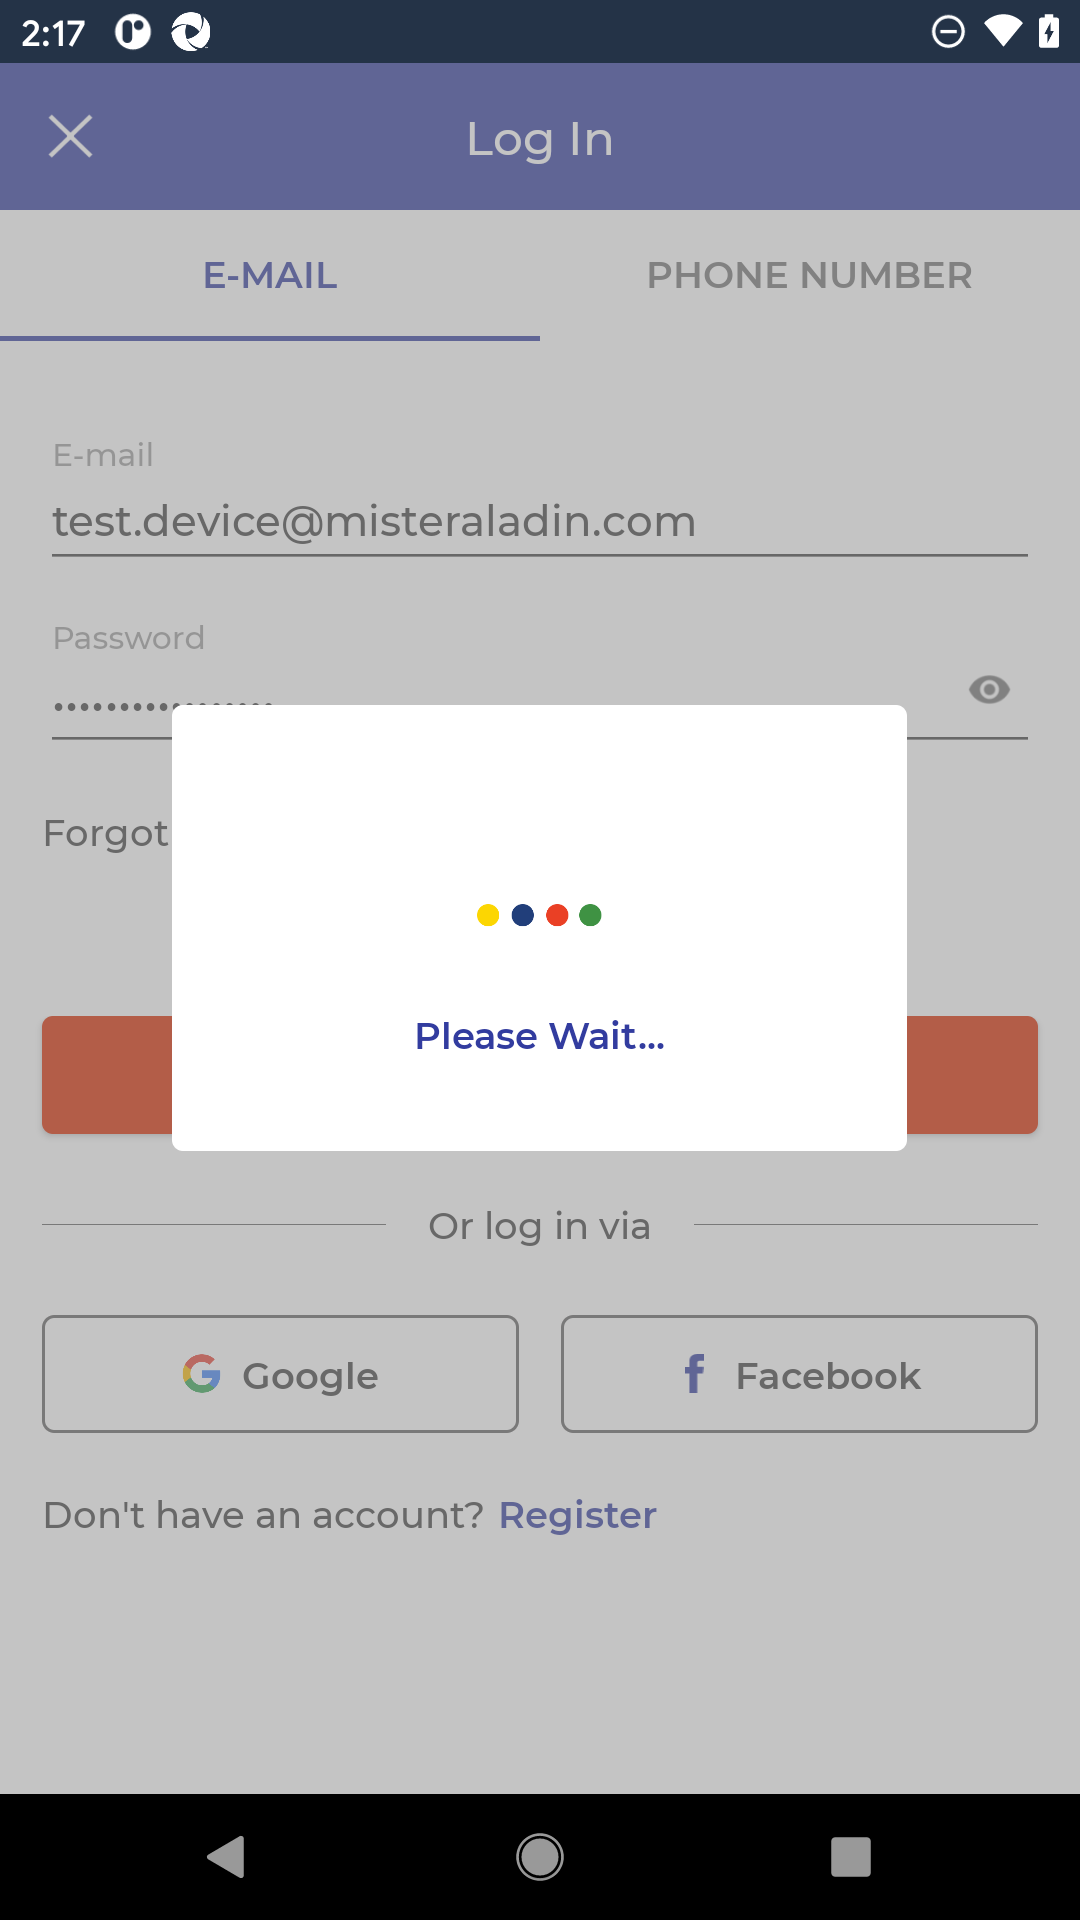 2:17
Log In
E-MAIL
PHONE NUMBER
E-mail
test.device@misteraladin.com
Password
Forgot
Please Wait...
Or log in via
Google
Facebook
Don't have an account? Register